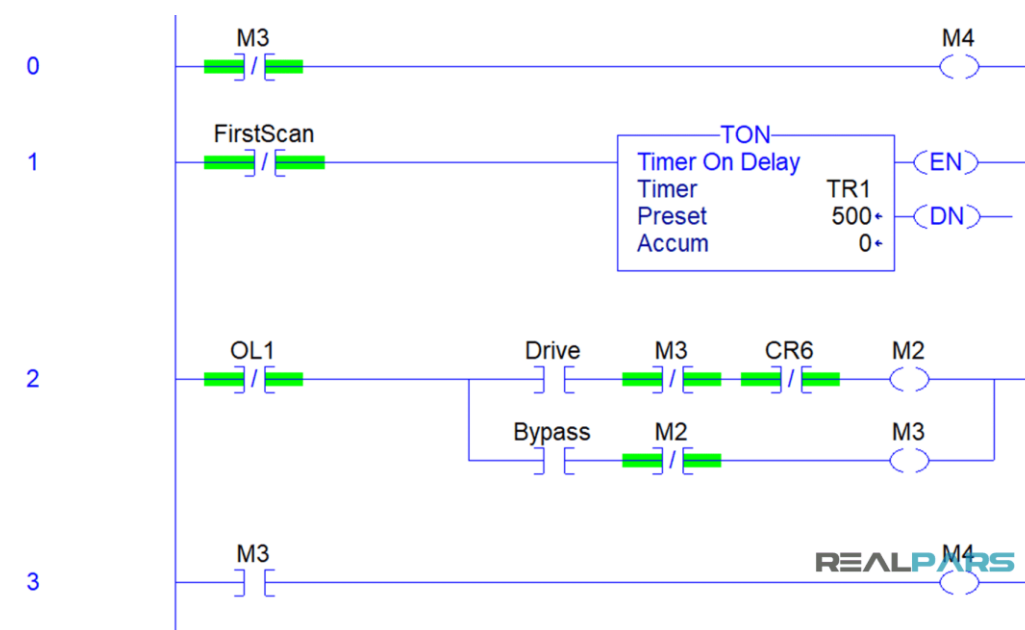 M3 M4
0
/
FirstScan
1
/
TON
Timer On Delay
EN
Timer TR1
Preset 500
DN
Accum 0
OL1 Drive M3 CR6 M2
2
/ / /
Bypass M2 M3
/
M3 M4
REALPARS
3